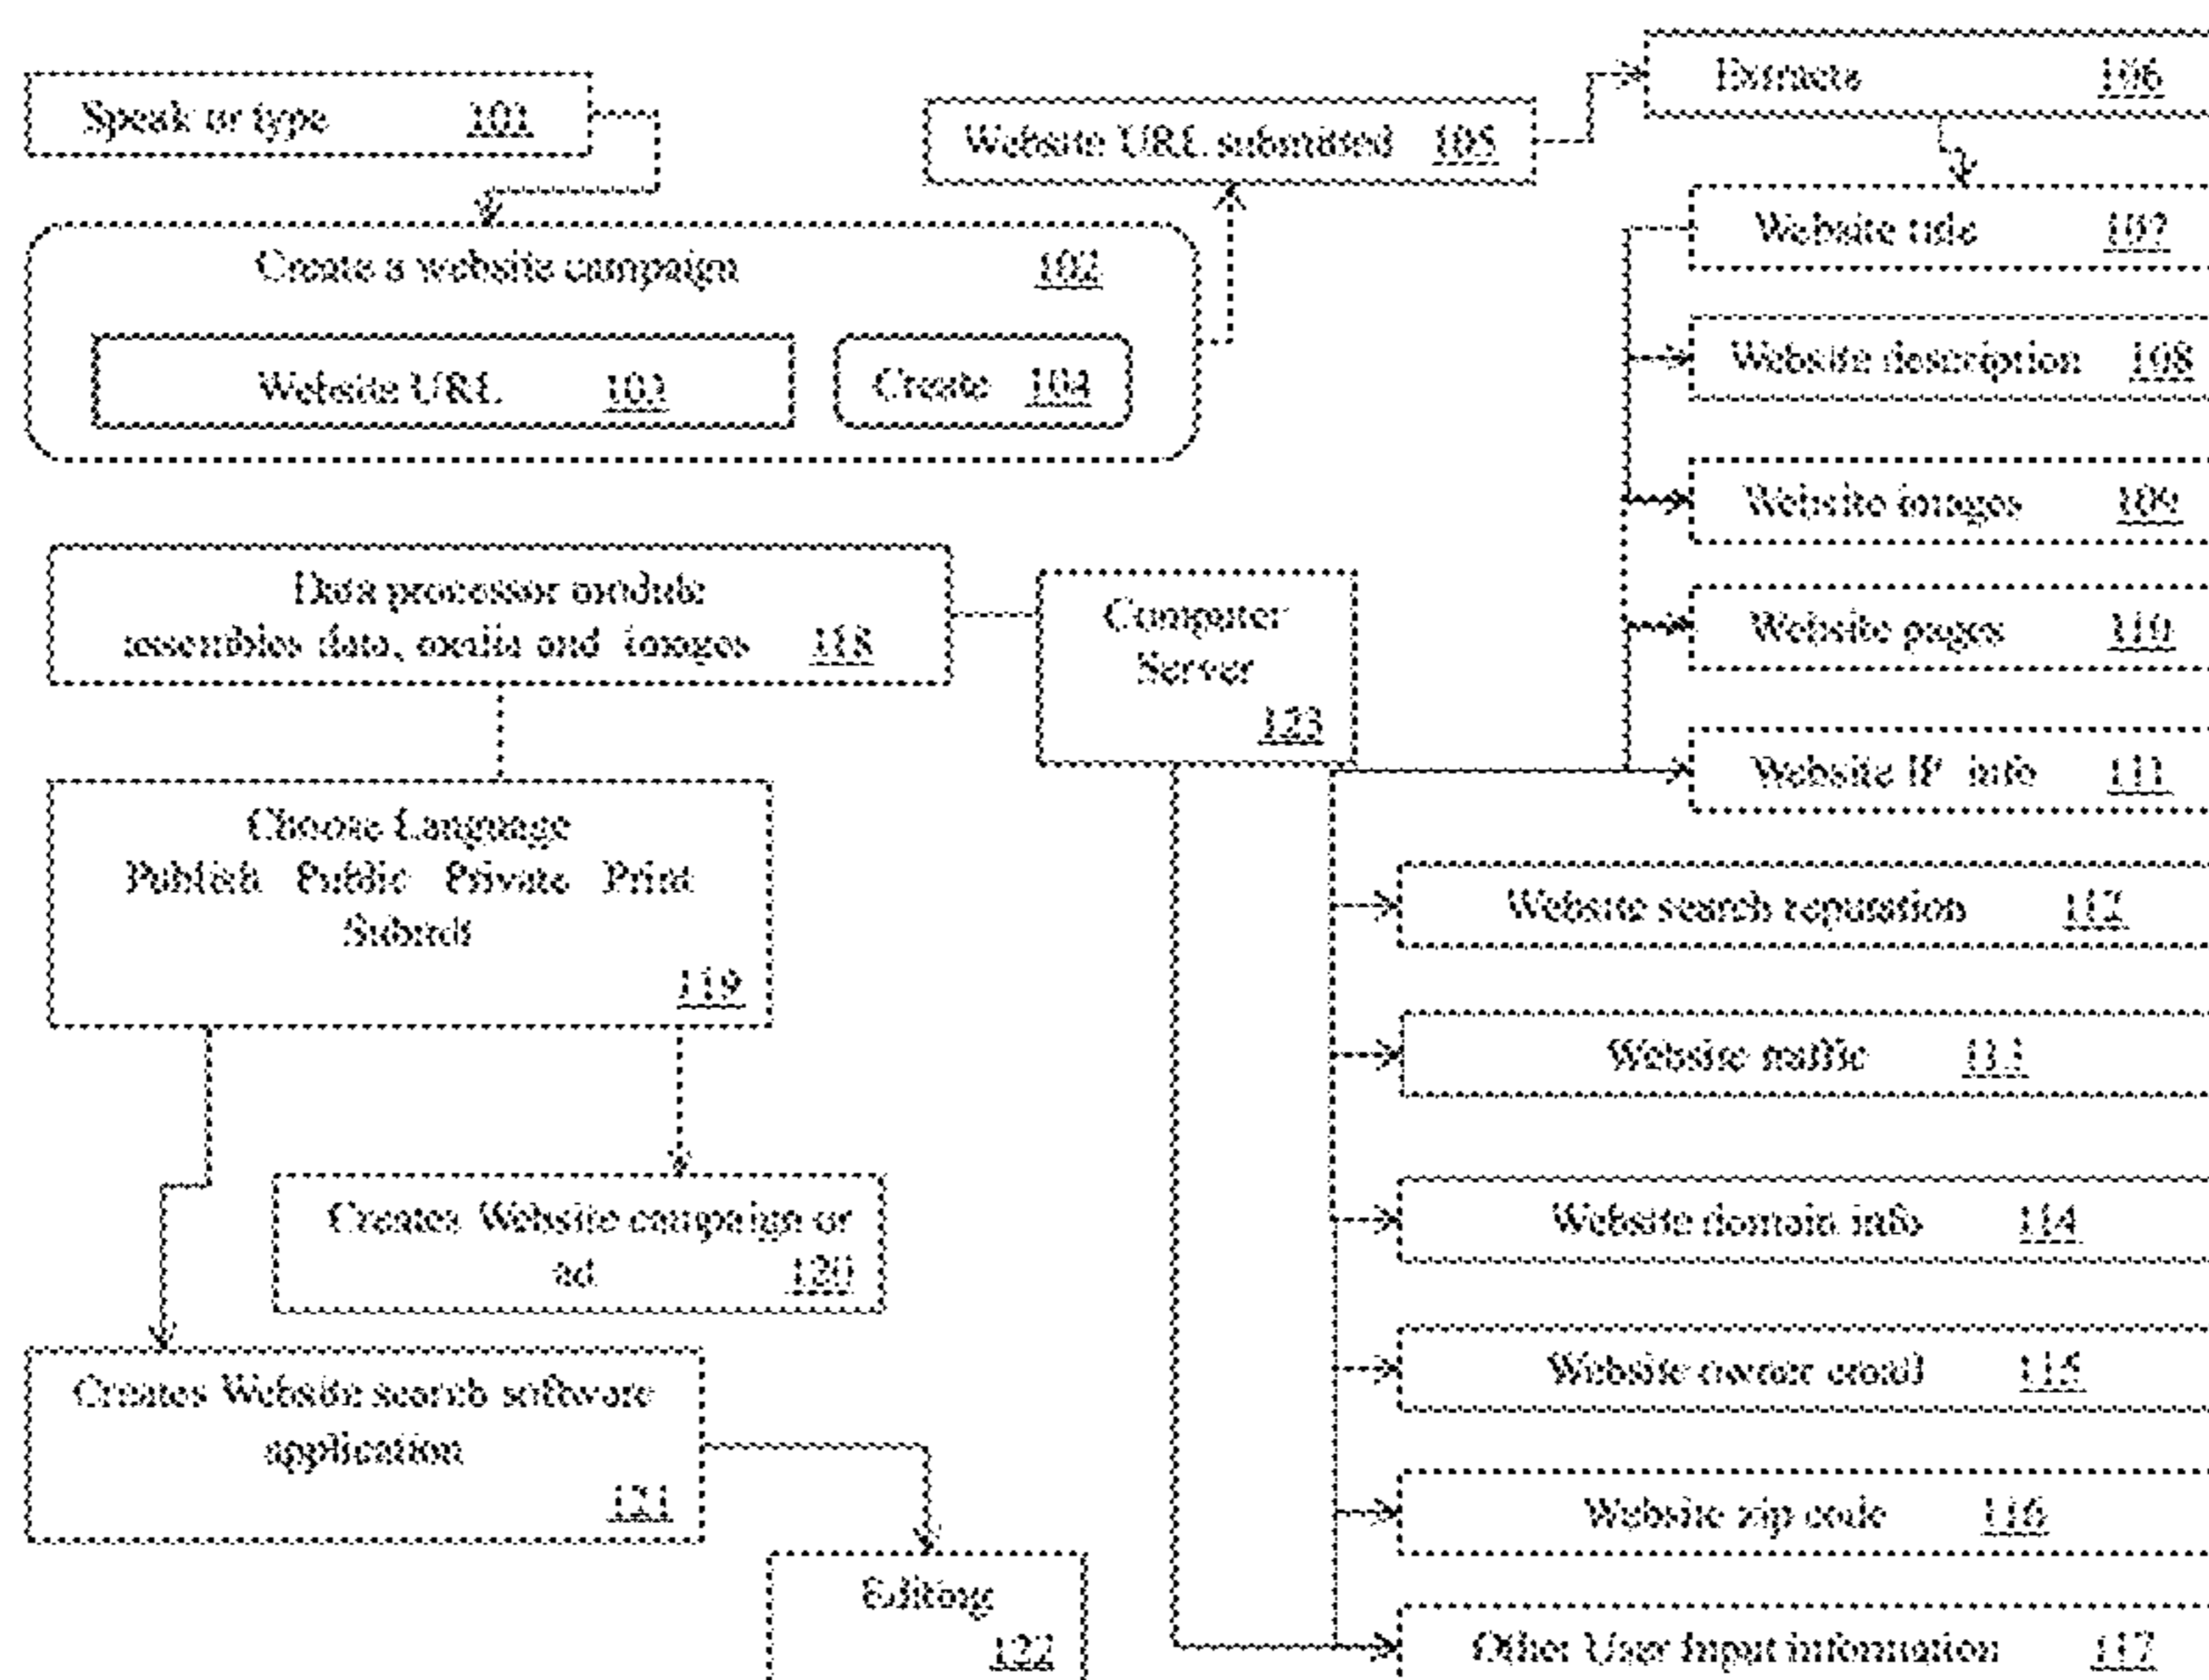 Speak or type 101
Create a website campaign 102
Website URL 103
Create 104
Website URL submitted 105
Extracts 106
Website title 107
Website description 108
Website images 109
Website pages 110
Website IP info 111
Website search reputation 112
Website traffic 113
Website domain info 114
Website owner email 115
Website zip code 116
Other User Input information 117
Data processor module
assembles data, media and images 118
Computer
Server
123
Choose Language
Publish Public Private Print
Submit
119
Creates Website campaign or
ad 120
Creates Website search software
application
121
Editing
122